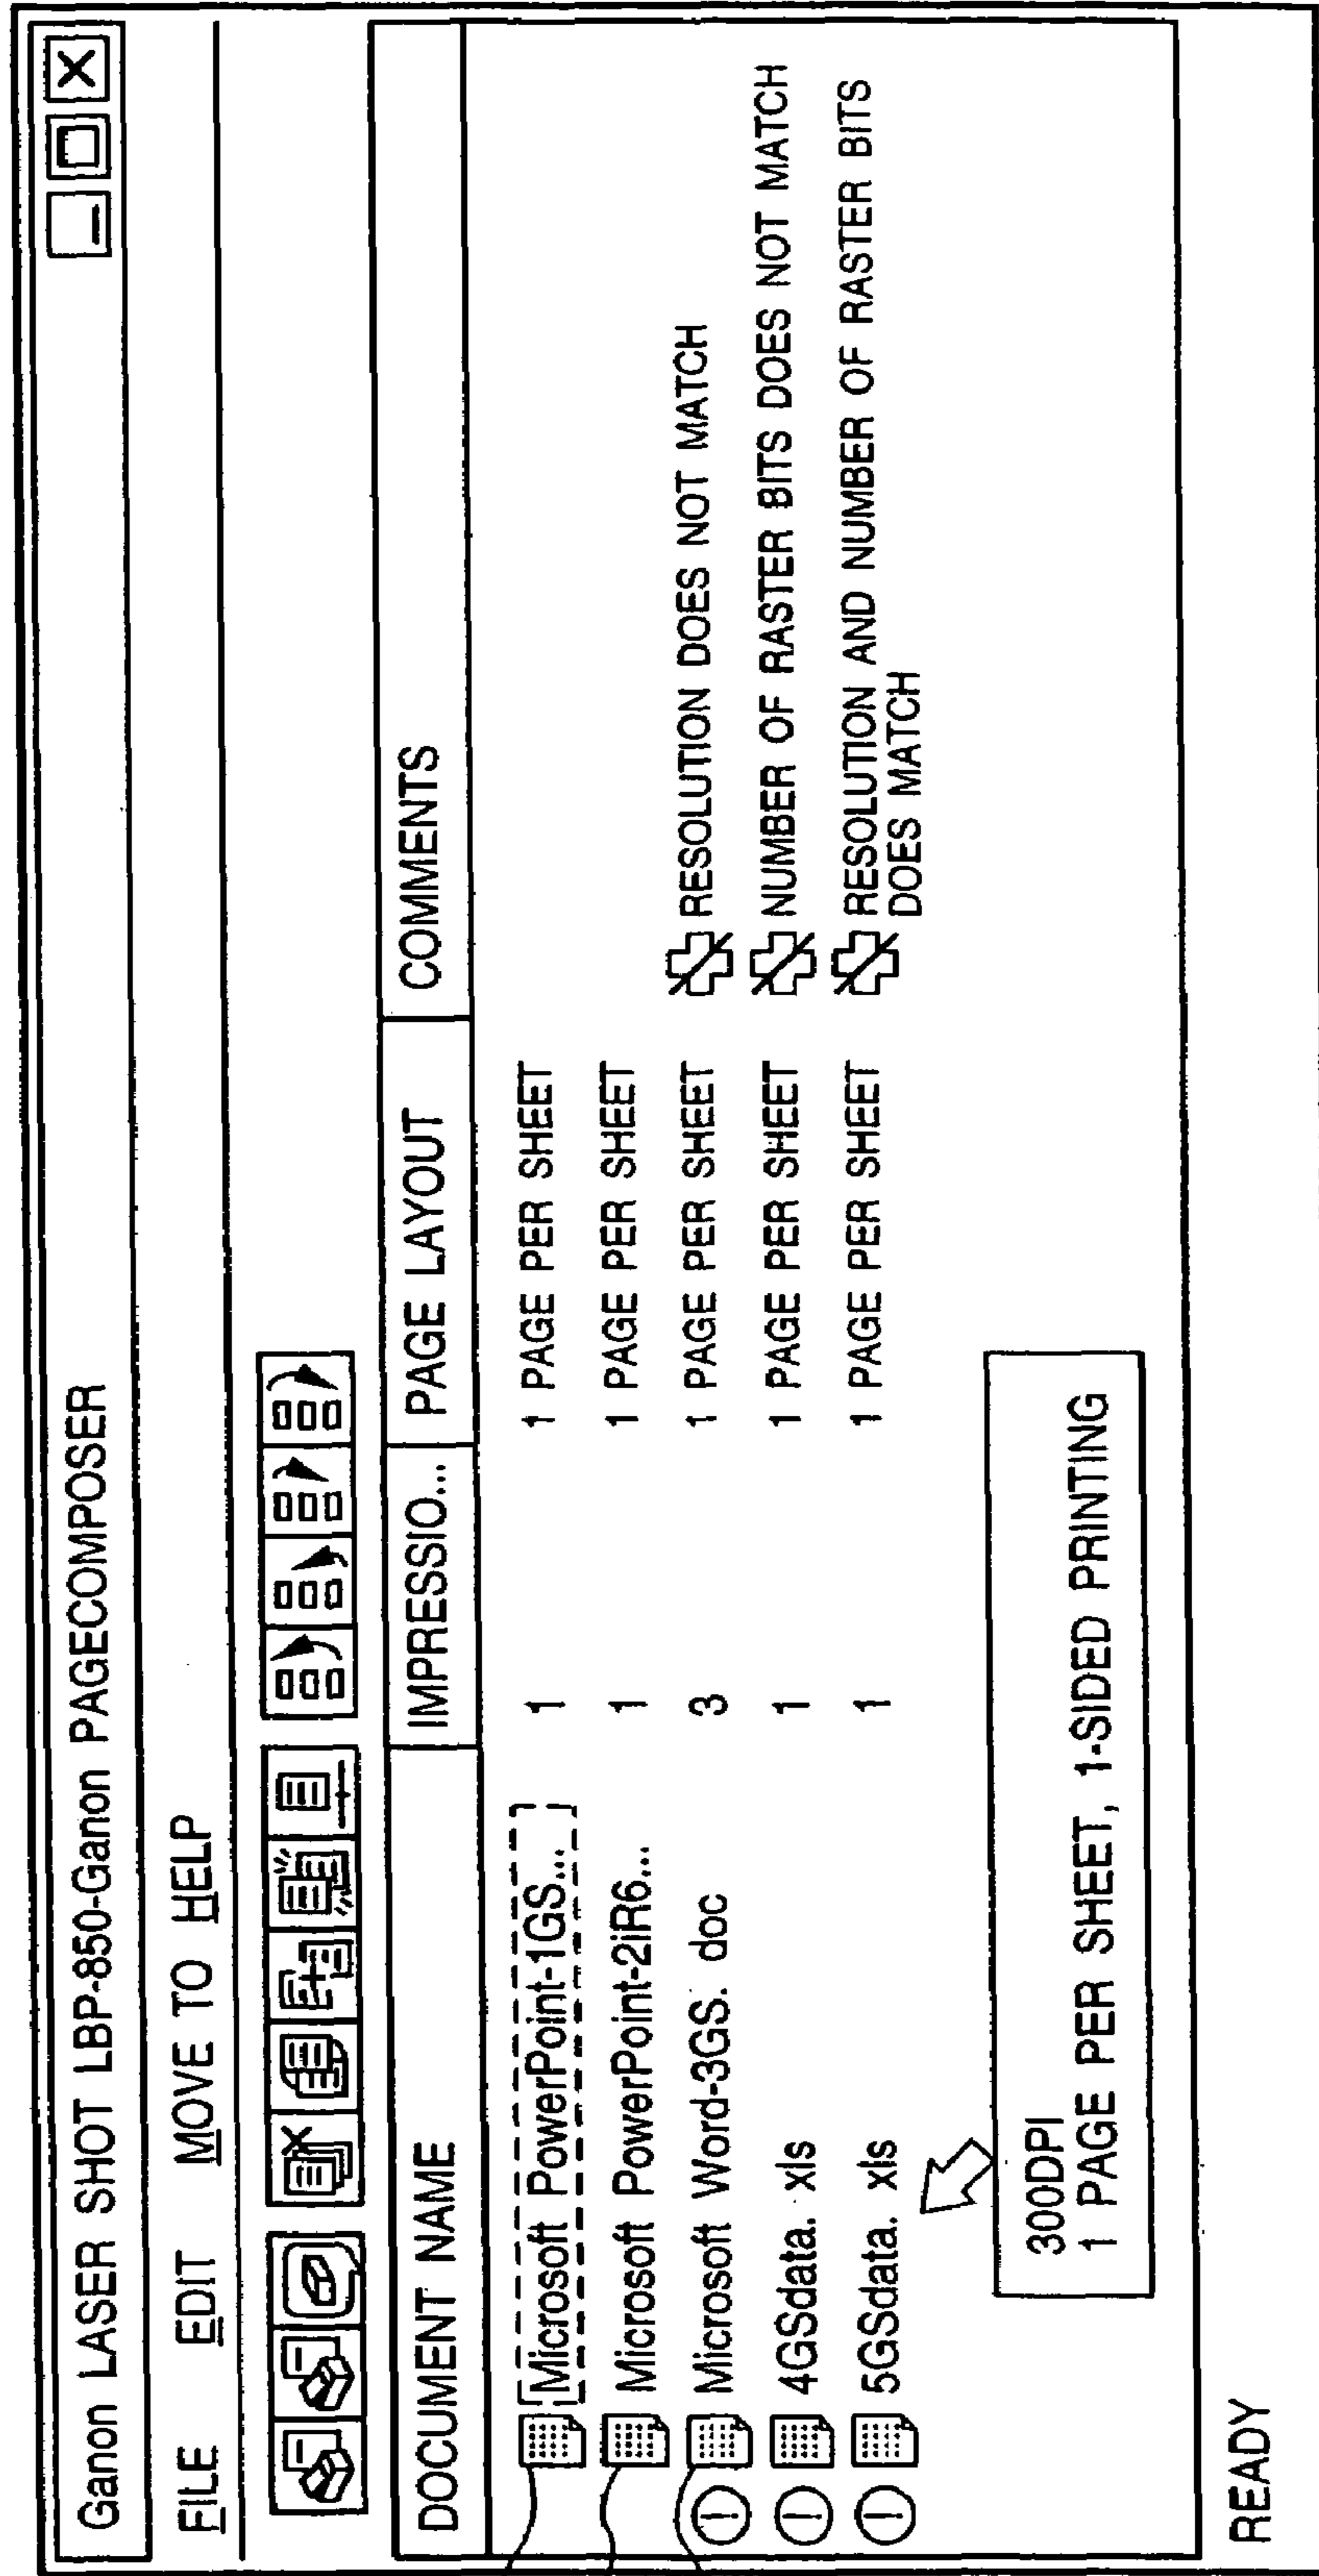 Ganon LASER SHOT LBP-850-Ganon PAGECOMPOSER
FILE EDIT MOVE TO HELP
DOCUMENT NAME IMPRESSIO... PAGE LAYOUT COMMENTS
Microsoft PowerPoint-1GS... 1 1 PAGE PER SHEET
Microsoft PowerPoint-2iR6... 1 1 PAGE PER SHEET
Microsoft Word-3GS. doc 3 1 PAGE PER SHEET RESOLUTION DOES NOT MATCH
4GSdata. xls 1 1 PAGE PER SHEET NUMBER OF RASTER BITS DOES NOT MATCH
5GSdata. xls 1 1 PAGE PER SHEET RESOLUTION AND NUMBER OF RASTER BITS
DOES MATCH
300DPI
1 PAGE PER SHEET, 1-SIDED PRINTING
READY